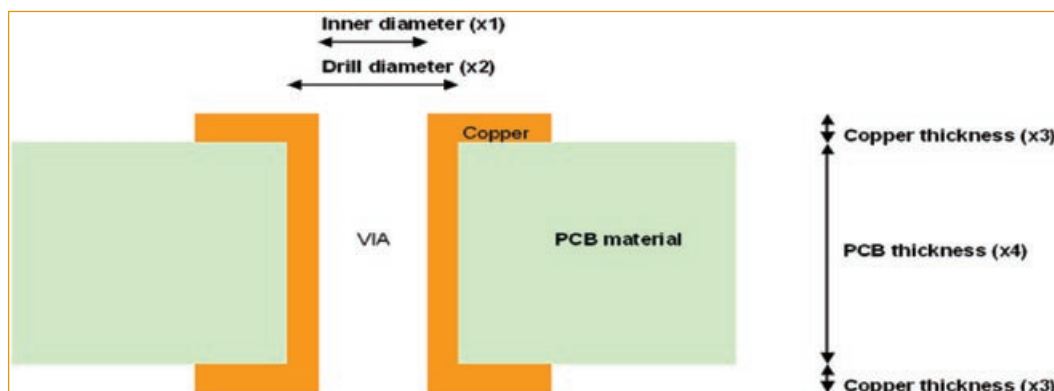 Inner diameter (x1)
Drill diameter (x2)
Copper
Copper thickness (x3)
VIA
PCB material
PCB thickness (x4)
Copper thickness (x3)